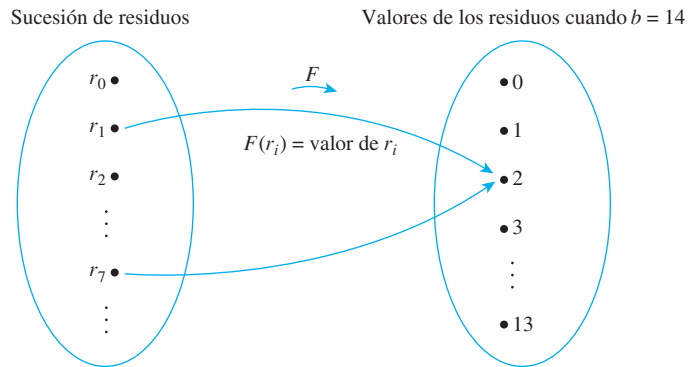 Sucesión de residuos
Valores de los residuos cuando b = 14
F
r0
r1
r2
⋮
r7
⋮
F(ri) = valor de ri
0
1
2
3
⋮
13